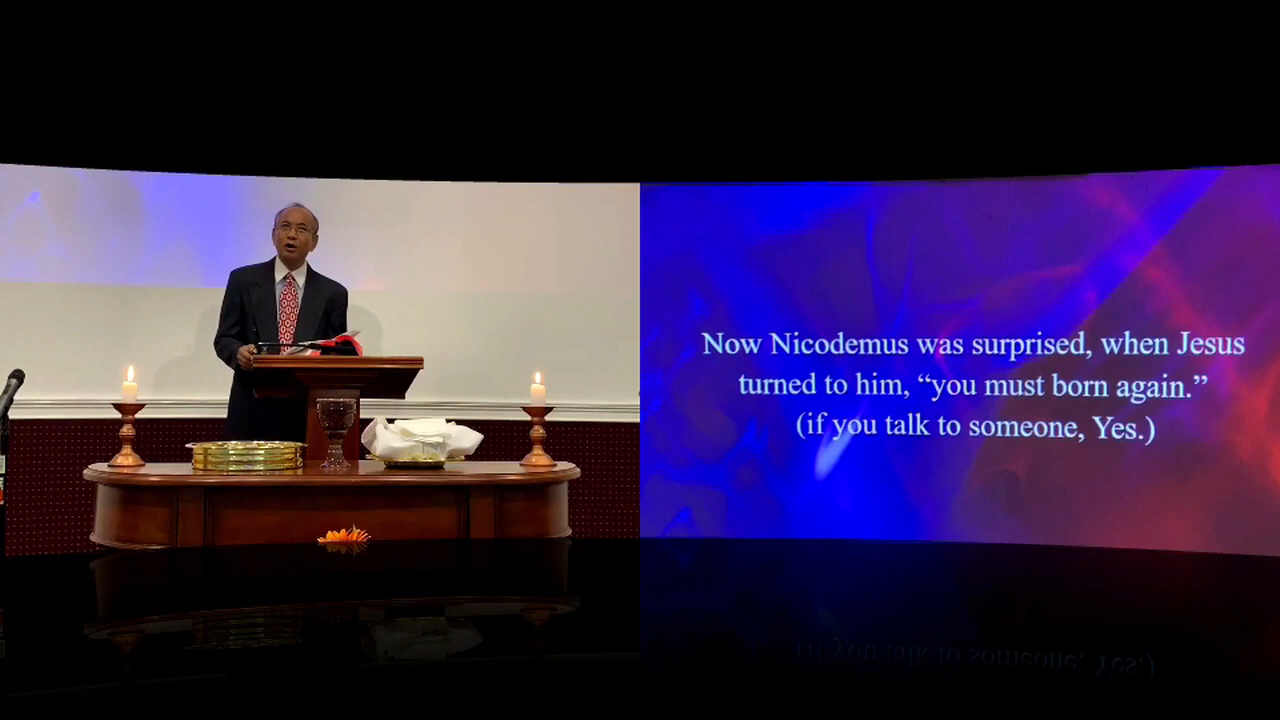 Now Nicodemus was surprised, when Jesus
turned to him, “you must born again.”
(if you talk to someone, Yes.)